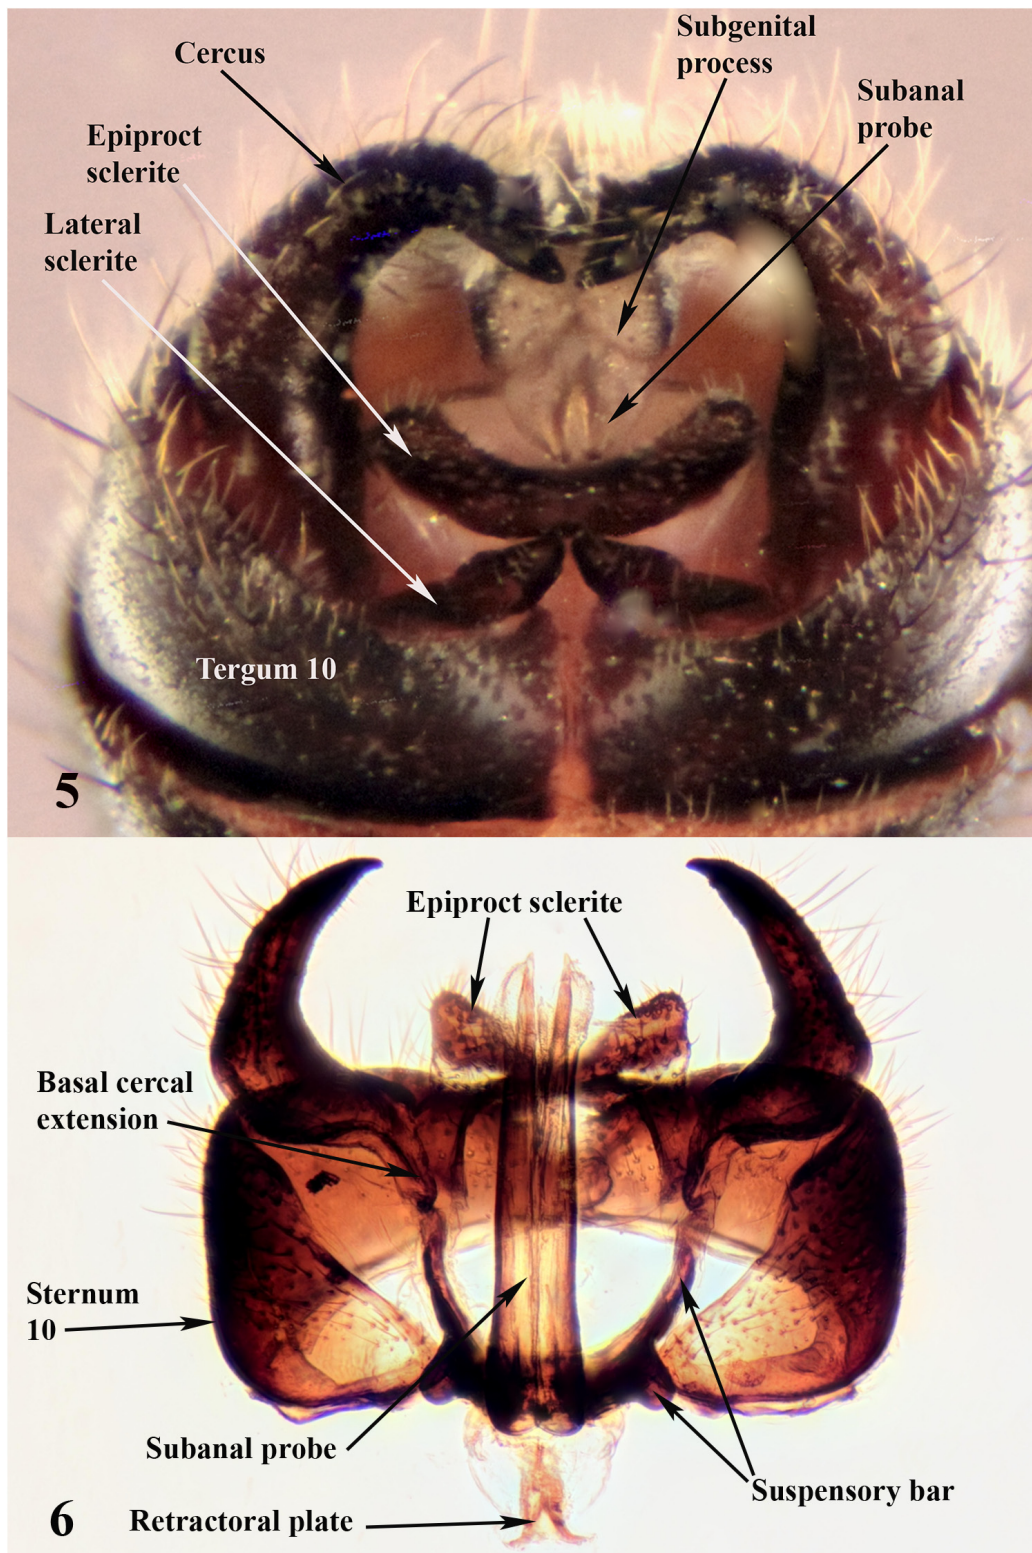 Subgenital
process
Cercus
Subanal
probe
Epiproct
sclerite
Lateral
sclerite
Tergum 10
5
Epiproct sclerite
Basal cercal
extension
Sternum
10
Subanal probe
Suspensory bar
6
Retractoral plate